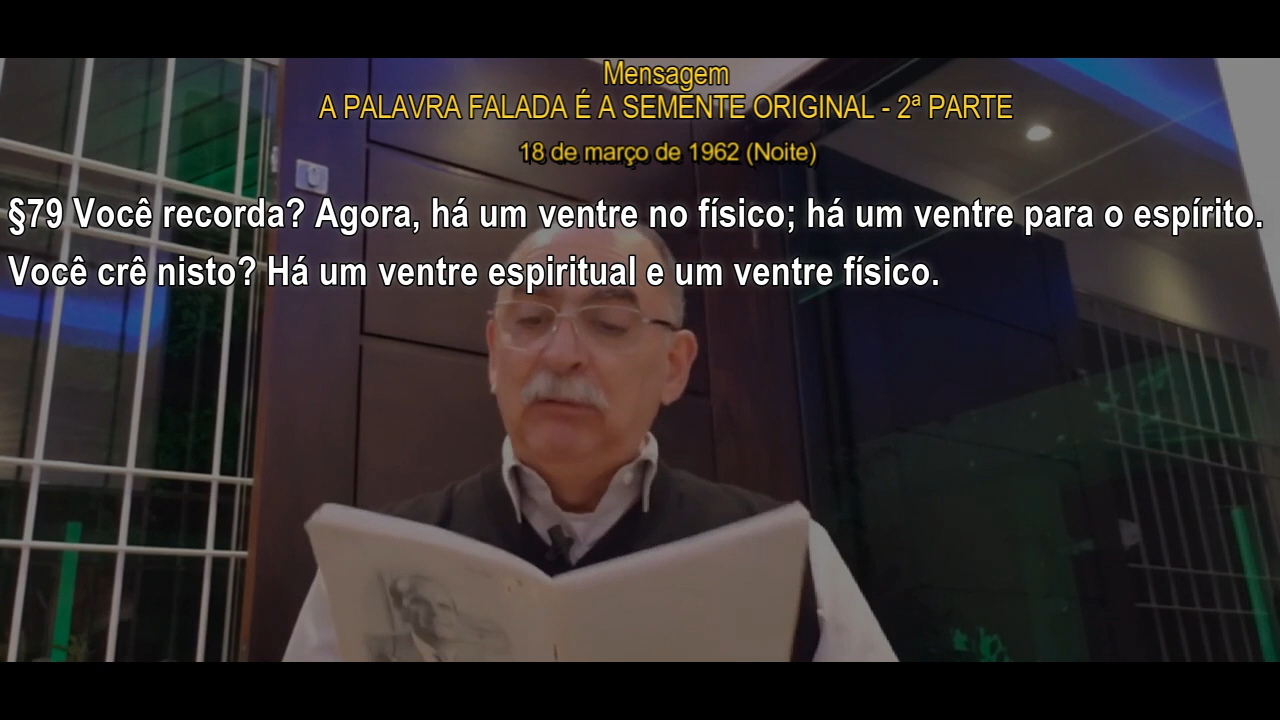 Mensagem
A PALAVRA FALADA É A SEMENTE ORIGINAL - 2ª PARTE
18 de março de 1962 (Noite)
§79 Você recorda? Agora, há um ventre no físico; há um ventre para o espírito.
Você crê nisto? Há um ventre espiritual e um ventre físico.